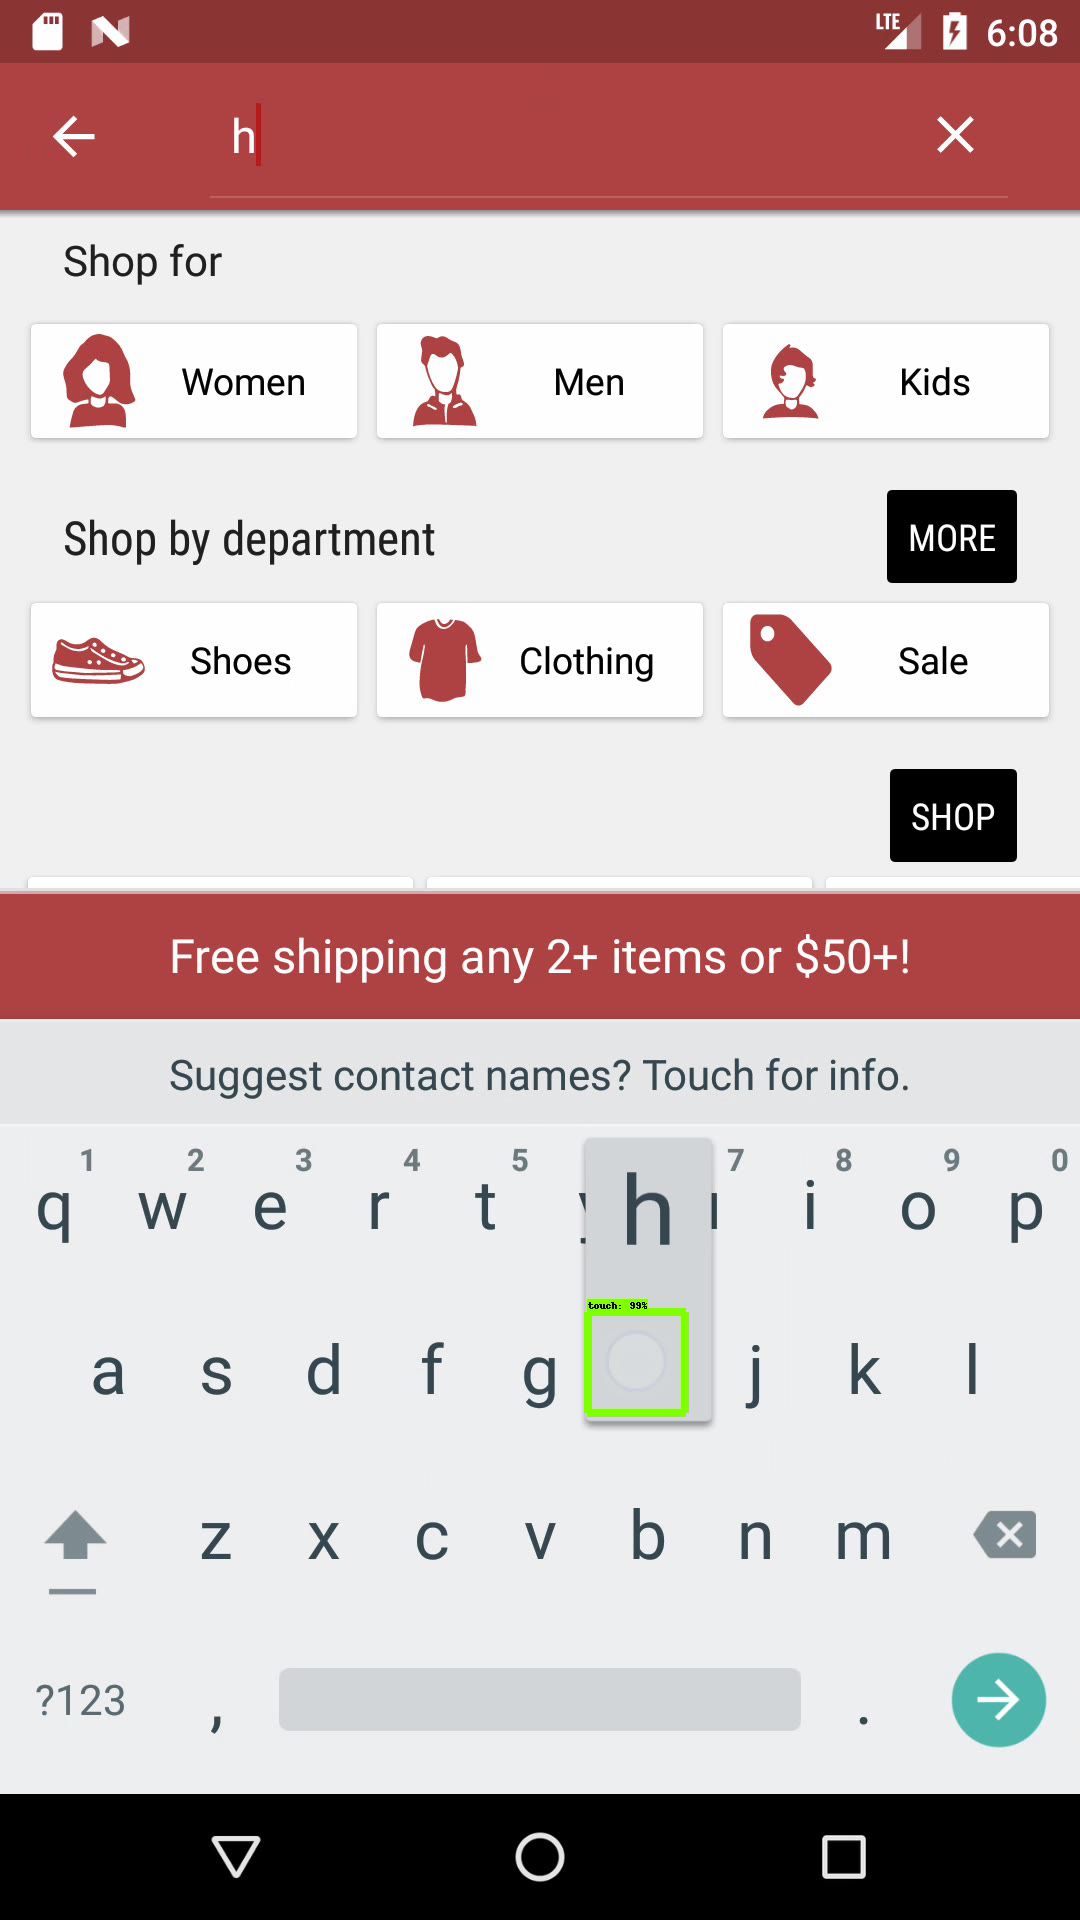 LTE 6:08
h
Shop for
Women Men Kids
Shop by department MORE
Shoes Clothing Sale
SHOP
Free shipping any 2+ items or $50+!
Suggest contact names? Touch for info.
1 2 3 4 5 7 8 9 0
q w e r t h i o p
touch: 99%
a s d f g j k l
z x c v b n m
?123 , .